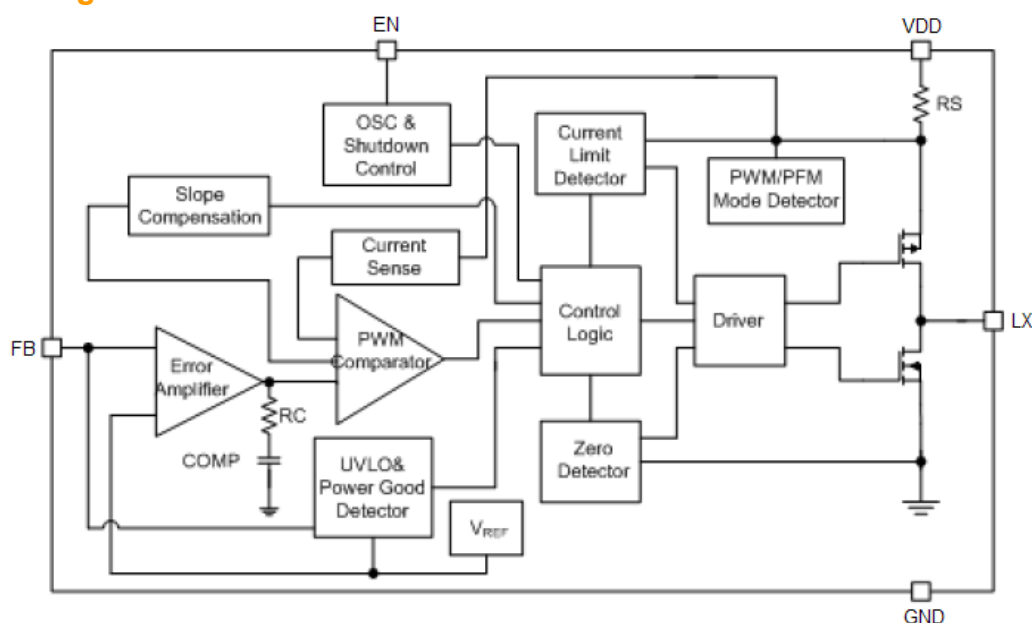 EN
VDD
OSC &
Shutdown
Control
Current
Limit
Detector
RS
PWM/PFM
Mode Detector
Slope
Compensation
Current
Sense
Control
Logic
Driver
LX
FB
Error
Amplifier
PWM
Comparator
RC
COMP
UVLO&
Power Good
Detector
VREF
Zero
Detector
GND